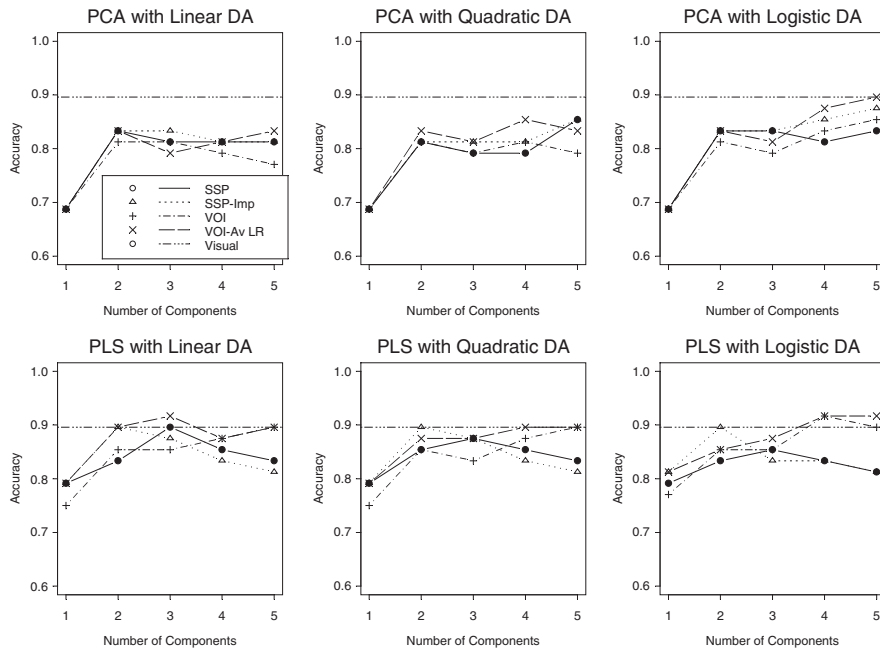 PCA with Linear DA
1.0
0.9
0.8
0.7
0.6
Accuracy
SSP
SSP-Imp
VOI
VOI-Av LR
Visual
1 2 3 4 5
Number of Components
PCA with Quadratic DA
1.0
0.9
0.8
0.7
0.6
Accuracy
1 2 3 4 5
Number of Components
PCA with Logistic DA
1.0
0.9
0.8
0.7
0.6
Accuracy
1 2 3 4 5
Number of Components
PLS with Linear DA
1.0
0.9
0.8
0.7
0.6
Accuracy
1 2 3 4 5
Number of Components
PLS with Quadratic DA
1.0
0.9
0.8
0.7
0.6
Accuracy
1 2 3 4 5
Number of Components
PLS with Logistic DA
1.0
0.9
0.8
0.7
0.6
Accuracy
1 2 3 4 5
Number of Components